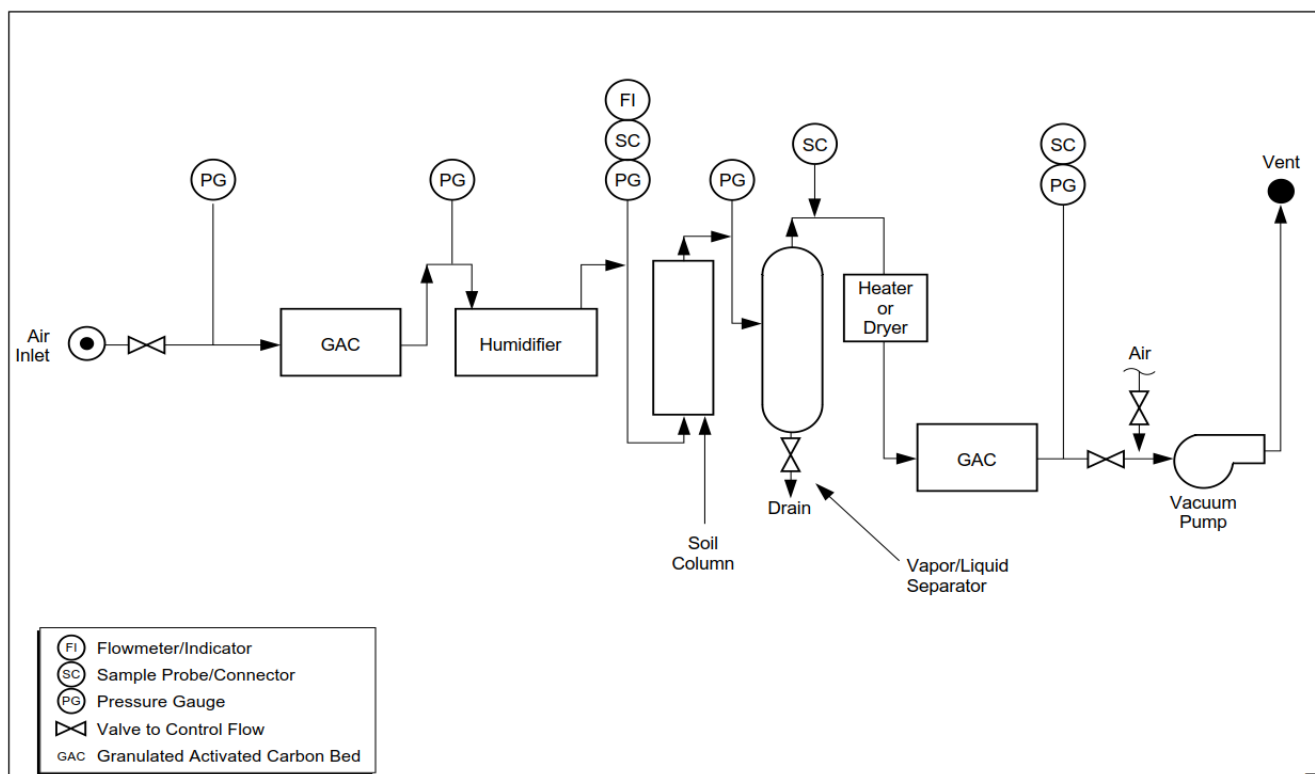 FI
SC
PG
PG
PG
PG
SC
SC
PG
Vent
Air
Inlet
GAC
Humidifier
Heater
or
Dryer
Air
GAC
Vacuum
Pump
Drain
Soil
Column
Vapor/Liquid
Separator
FI Flowmeter/Indicator
SC Sample Probe/Connector
PG Pressure Gauge
Valve to Control Flow
GAC Granulated Activated Carbon Bed